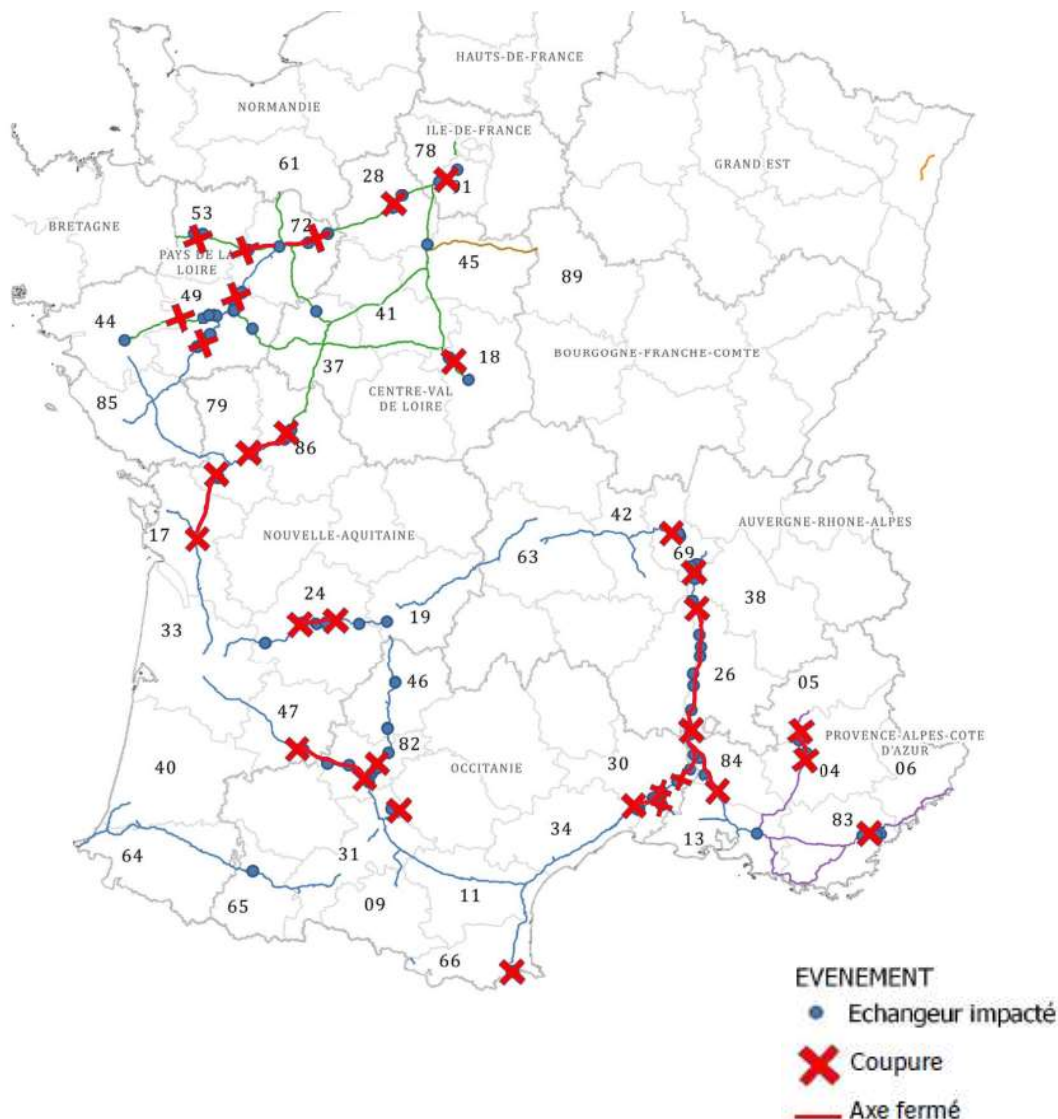 HAUTS-DE-FRANCE
NORMANDIE
ILE-DE-FRANCE
78
61
28
GRAND EST
91
53
BRETAGNE
72
PAYS DE LA
LOIRE
45
89
49
44
41
18
BOURGOGNE-FRANCHE-COMTE
37
CENTRE-VAL
DE LOIRE
85
79
86
42
AUVERGNE-RHONE-ALPES
17
NOUVELLE-AQUITAINE
69
63
38
24
19
33
26
46
05
47
PROVENCE-ALPES-COTE
D'AZUR
82
OCCITANIE
30
84
04
06
40
34
83
13
64
31
11
65
09
66
EVENEMENT
Echangeur impacté
Coupure
Axe fermé